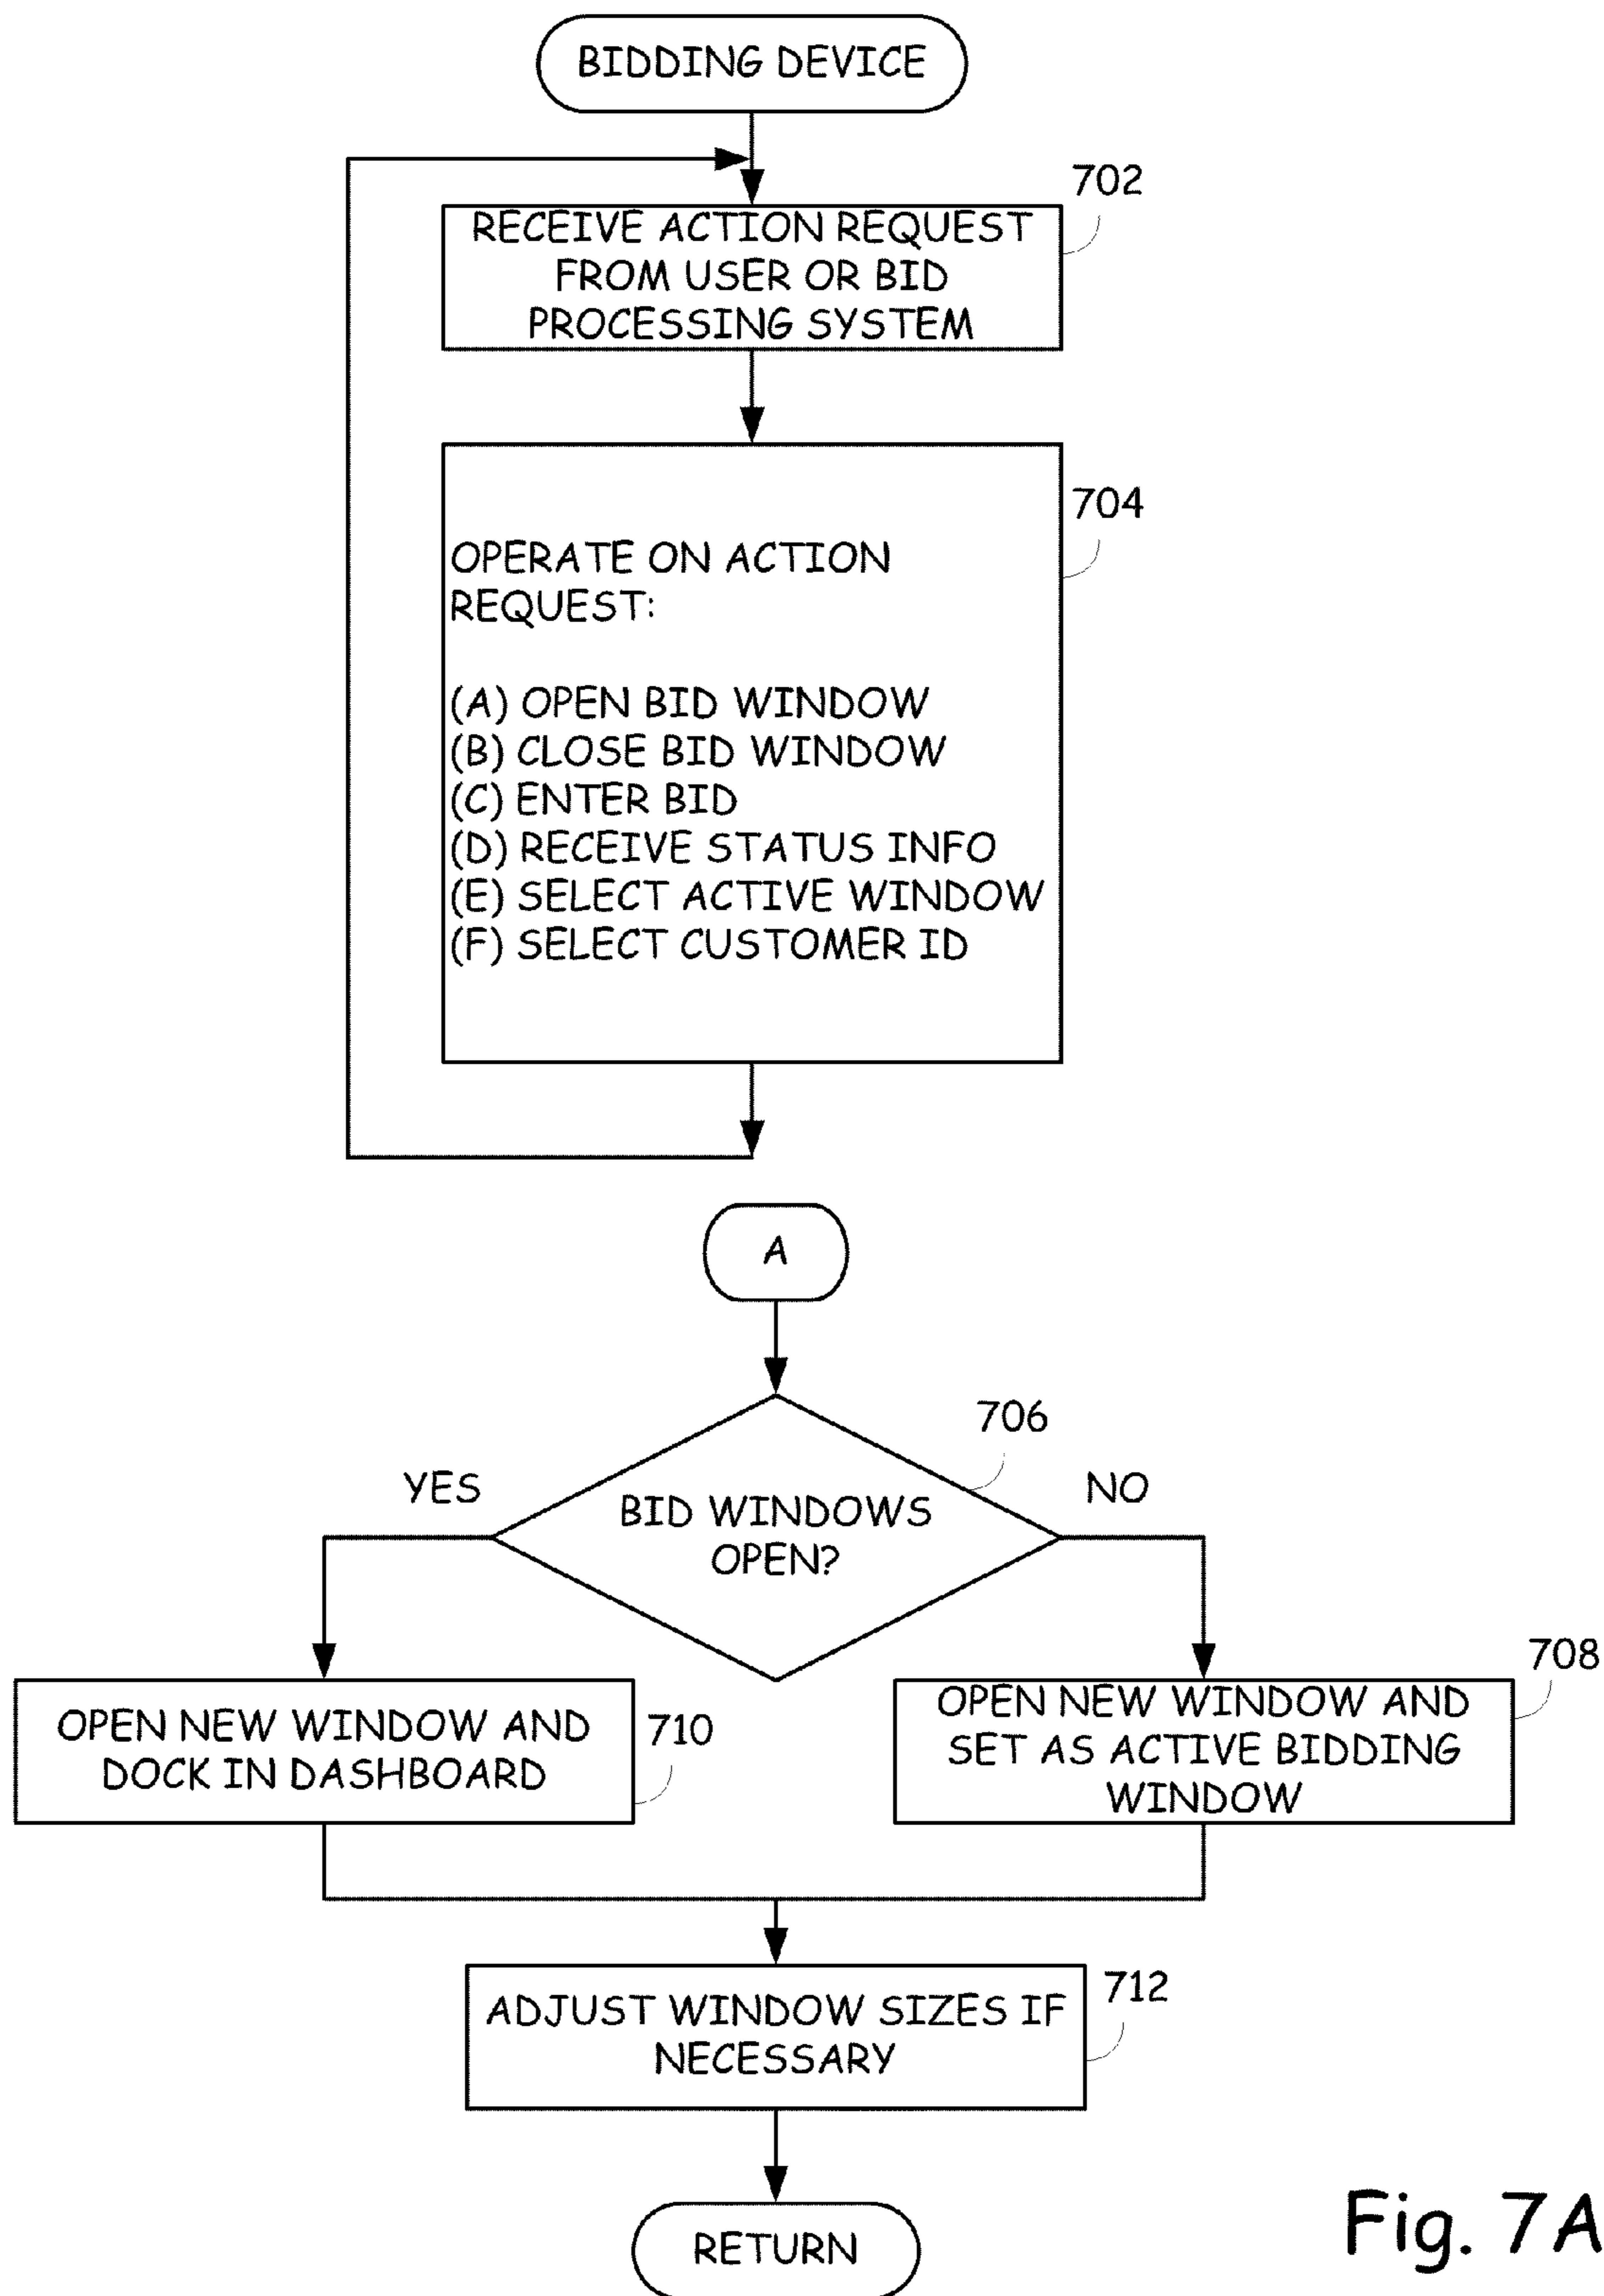 BIDDING DEVICE
702
RECEIVE ACTION REQUEST
FROM USER OR BID
PROCESSING SYSTEM
704
OPERATE ON ACTION
REQUEST:
(A) OPEN BID WINDOW
(B) CLOSE BID WINDOW
(C) ENTER BID
(D) RECEIVE STATUS INFO
(E) SELECT ACTIVE WINDOW
(F) SELECT CUSTOMER ID
A
706
YES
NO
BID WINDOWS
OPEN?
708
OPEN NEW WINDOW AND
DOCK IN DASHBOARD
710
OPEN NEW WINDOW AND
SET AS ACTIVE BIDDING
WINDOW
712
ADJUST WINDOW SIZES IF
NECESSARY
RETURN
Fig. 7A